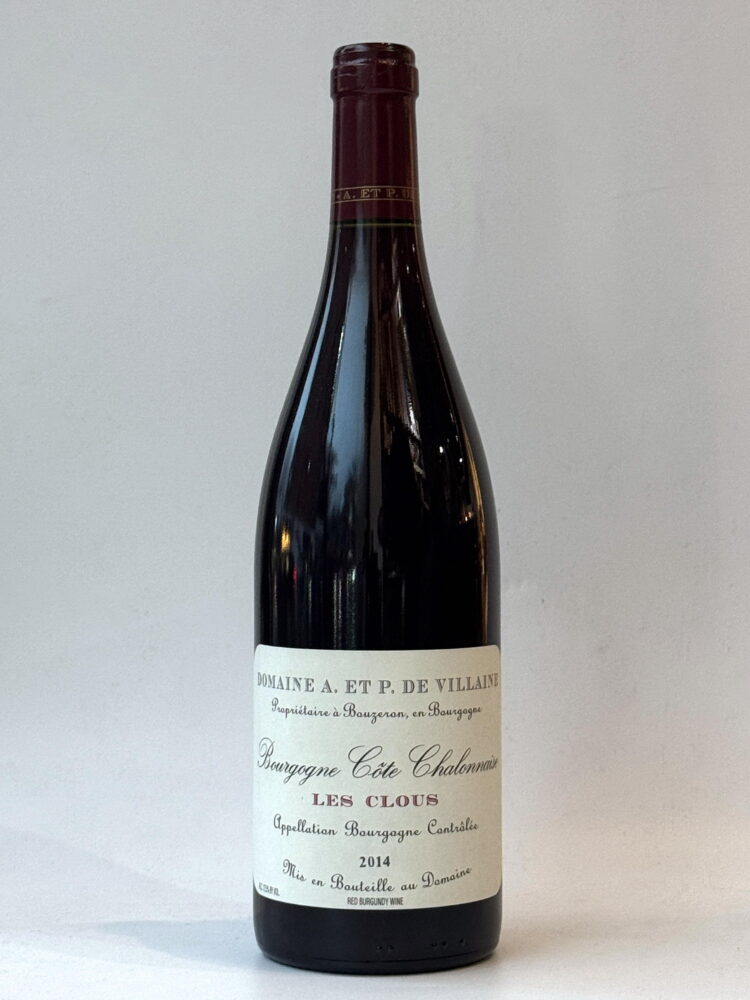 A. ET P. DE
DOMAINE A. ET P. DE VILLAINE
Propriétaire à Bouzeron, en Bourgogne
Bourgogne Côte Chalonnaise
LES CLOUS
Appellation Bourgogne Contrôlée
2014
Mis en Bouteille au Domaine
RED BURGUNDY WINE